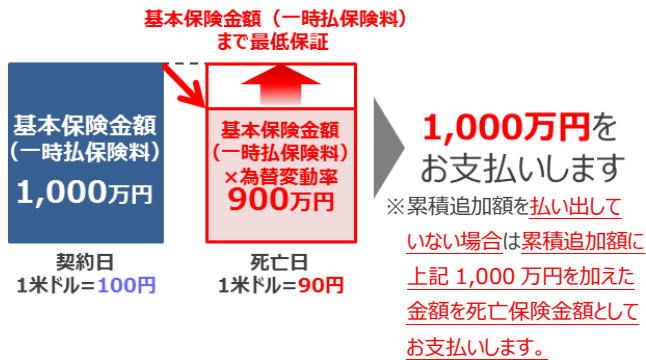 基本保険金額（一時払保険料）
まで最低保証
基本保険金額
（一時払保険料）
1,000万円
契約日
1米ドル＝100円
基本保険金額
（一時払保険料）
×為替変動率
900万円
死亡日
1米ドル＝90円
1,000万円を
お支払いします
※累積追加額を払い出して
いない場合は累積追加額に
上記 1,000 万円を加えた
金額を死亡保険金額として
お支払いします。